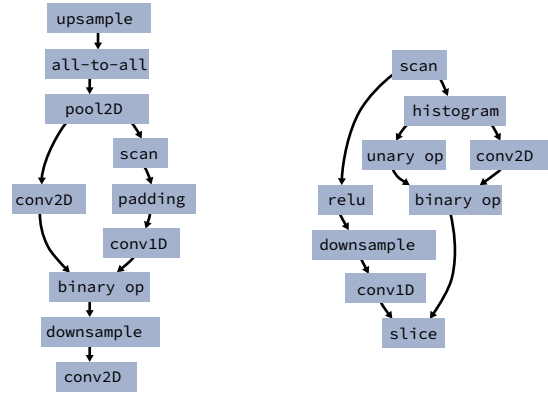 upsample
all-to-all
pool2D
scan
conv2D
padding
conv1D
binary op
downsample
conv2D
scan
histogram
unary op
conv2D
relu
binary op
downsample
conv1D
slice